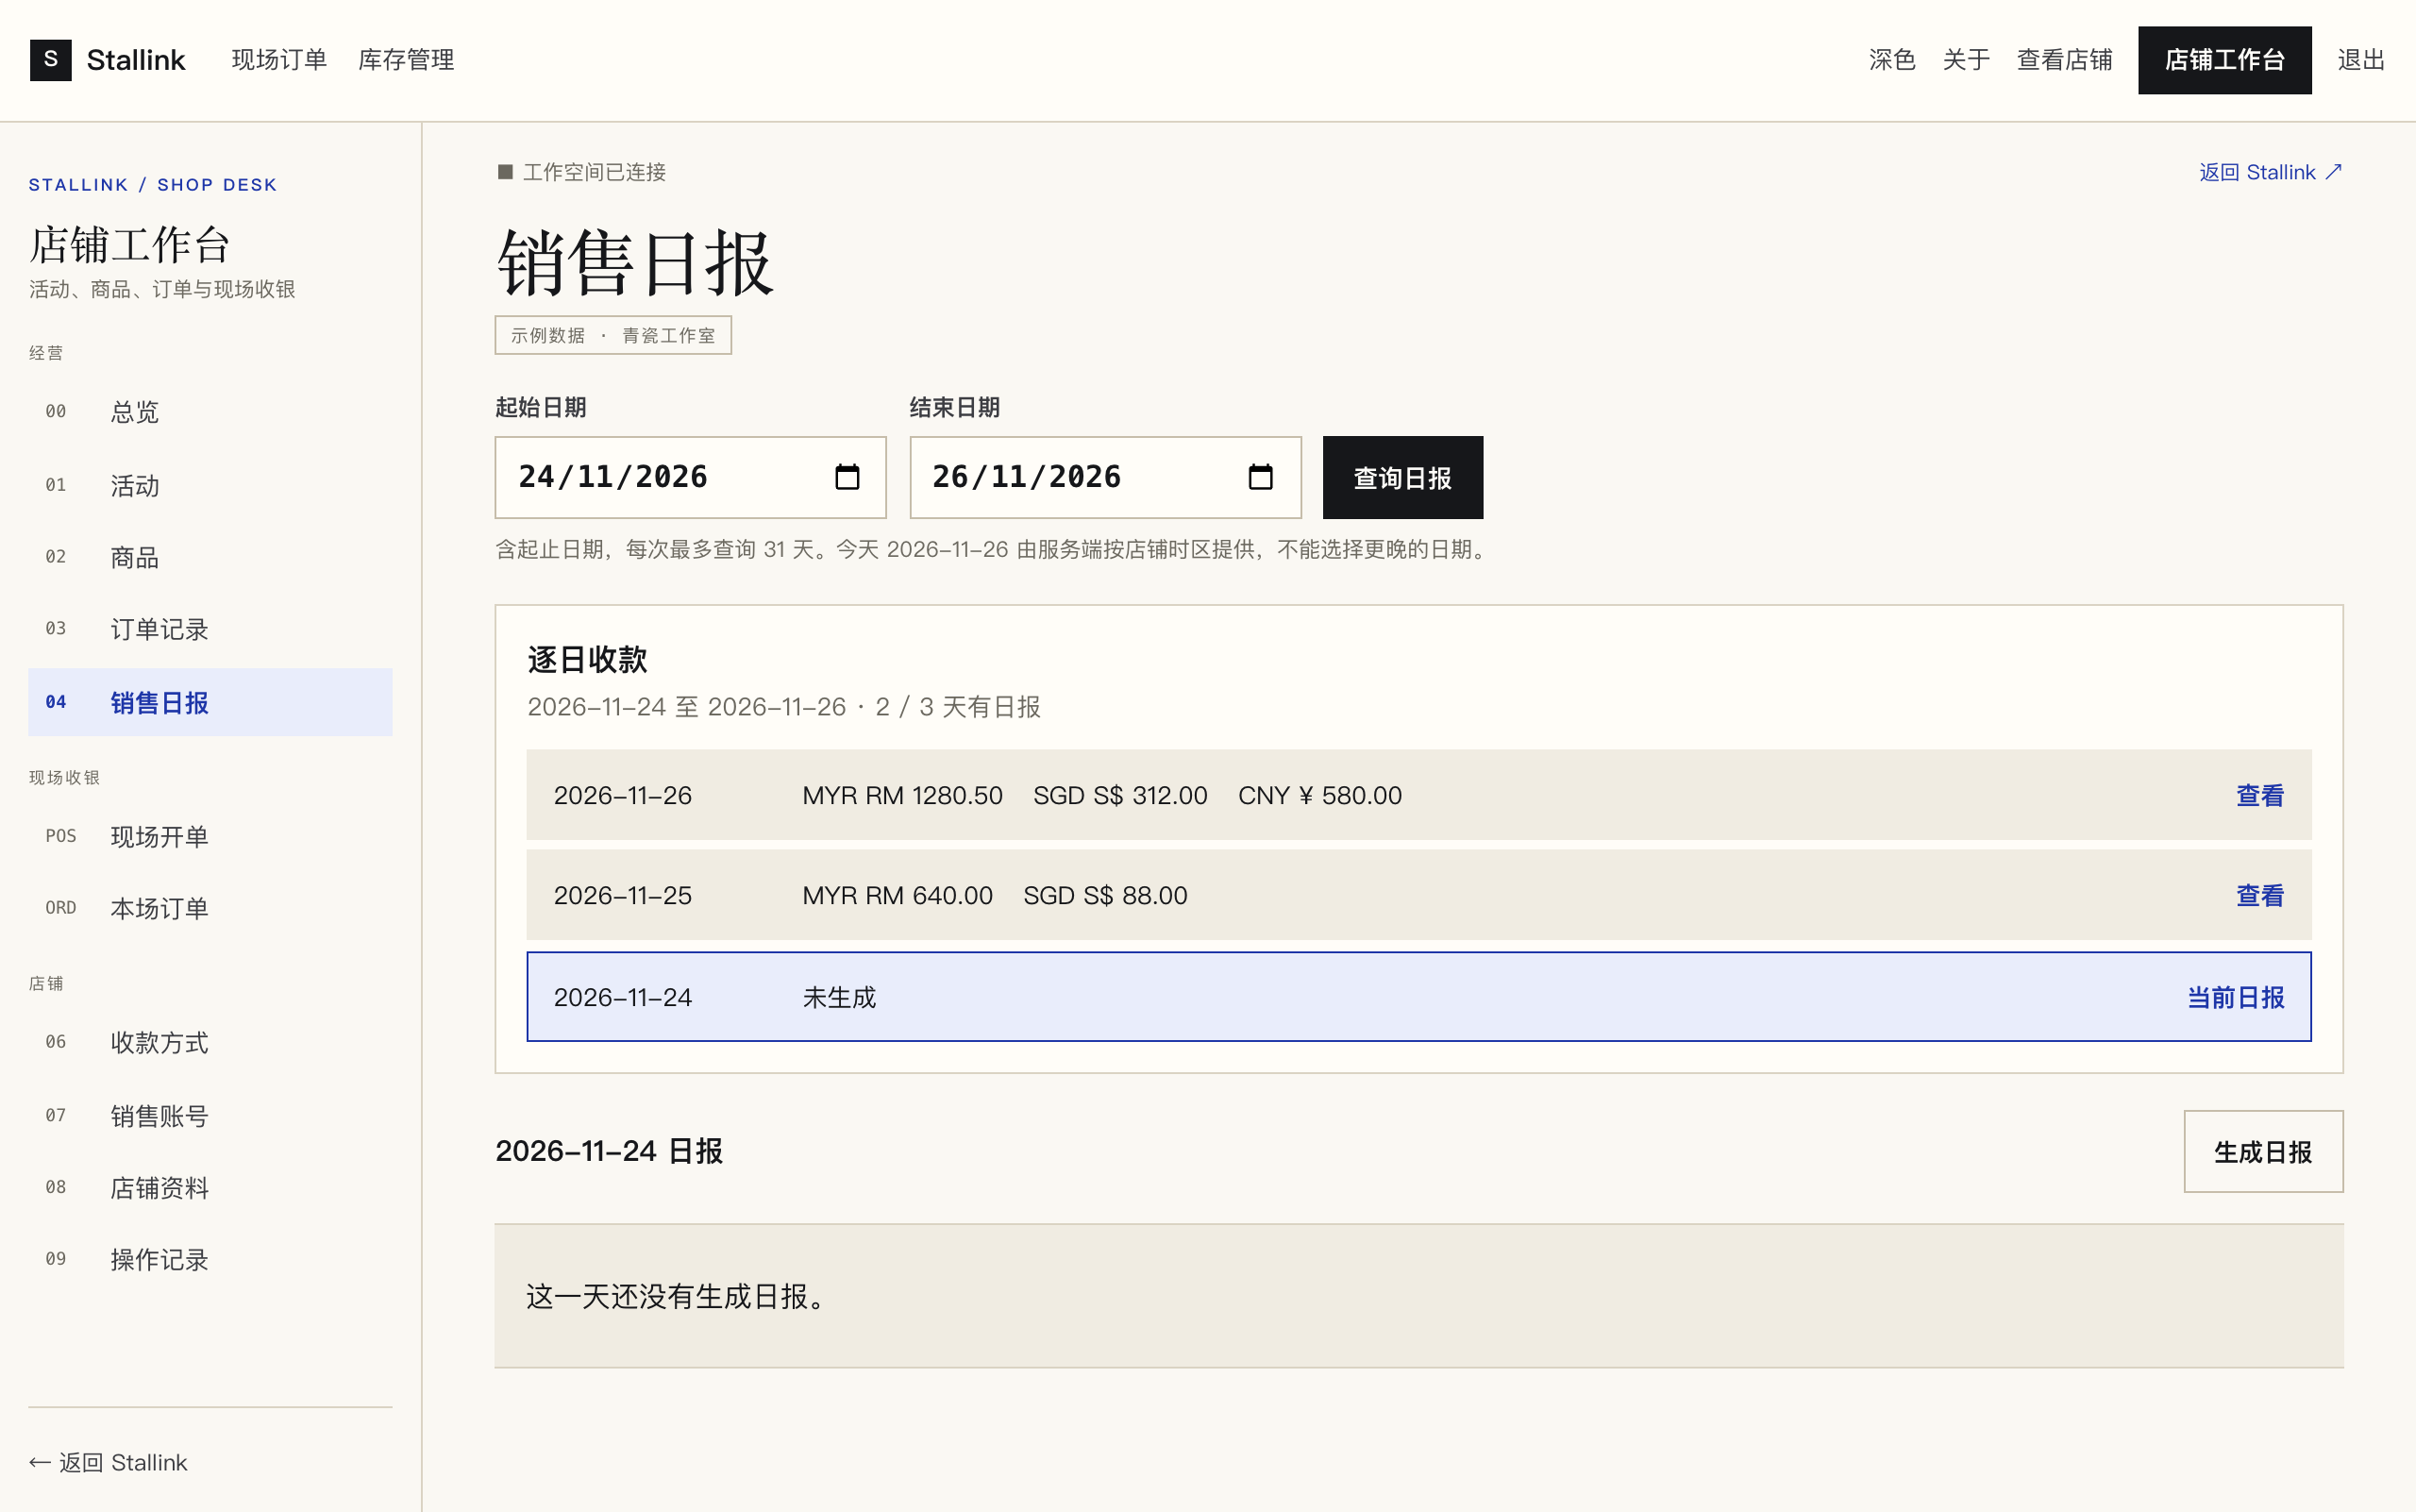 S Stallink 现场订单 库存管理 深色 关于 查看店铺 店铺工作台 退出
STALLINK / SHOP DESK
店铺工作台
活动、商品、订单与现场收银
经营
00 总览
01 活动
02 商品
03 订单记录
04 销售日报
现场收银
POS 现场开单
ORD 本场订单
店铺
06 收款方式
07 销售账号
08 店铺资料
09 操作记录
← 返回 Stallink
■ 工作空间已连接 返回 Stallink ↗
销售日报
示例数据 · 青瓷工作室
起始日期 结束日期
24/11/2026 26/11/2026 查询日报
含起止日期，每次最多查询 31 天。今天 2026-11-26 由服务端按店铺时区提供，不能选择更晚的日期。
逐日收款
2026-11-24 至 2026-11-26 · 2 / 3 天有日报
2026-11-26 MYR RM 1280.50 SGD S$ 312.00 CNY ¥ 580.00 查看
2026-11-25 MYR RM 640.00 SGD S$ 88.00 查看
2026-11-24 未生成 当前日报
2026-11-24 日报 生成日报
这一天还没有生成日报。